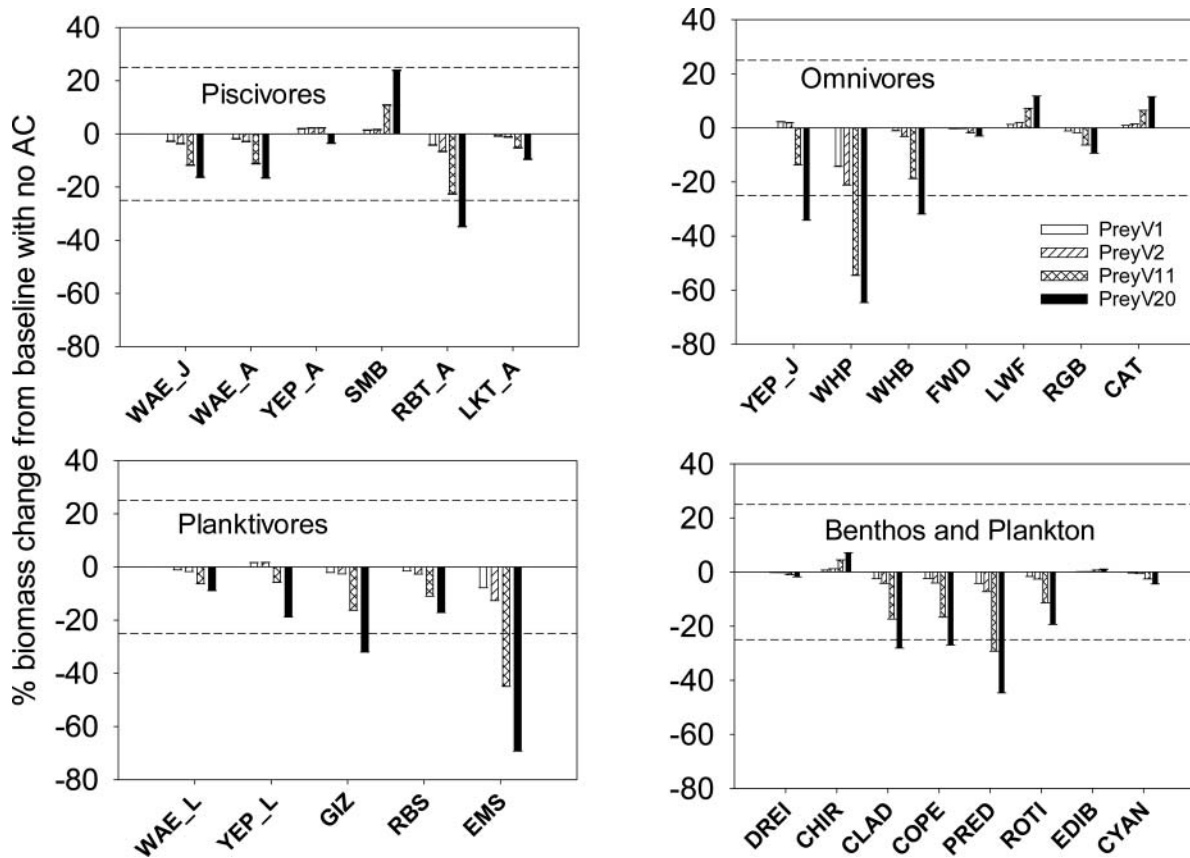 % biomass change from baseline with no AC
40
20
0
-20
-40
-60
-80
Piscivores
WAE_J
WAE_A
YEP_A
SMB
RBT_A
LKT_A
40
20
0
-20
-40
-60
-80
Omnivores
PreyV1
PreyV2
PreyV11
PreyV20
YEP_J
WHP
WHB
FWD
LWF
RGB
CAT
40
20
0
-20
-40
-60
-80
Planktivores
WAE_L
YEP_L
GIZ
RBS
EMS
40
20
0
-20
-40
-60
-80
Benthos and Plankton
DREI
CHIR
CLAD
COPE
PRED
ROTI
EDIB
CYAN